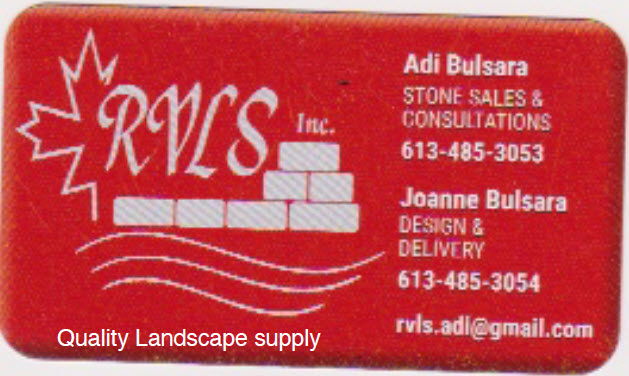 RVLS Inc.
Quality Landscape supply
Adi Bulsara
STONE SALES &
CONSULTATIONS
613-485-3053
Joanne Bulsara
DESIGN &
DELIVERY
613-485-3054
rvls.adi@gmail.com